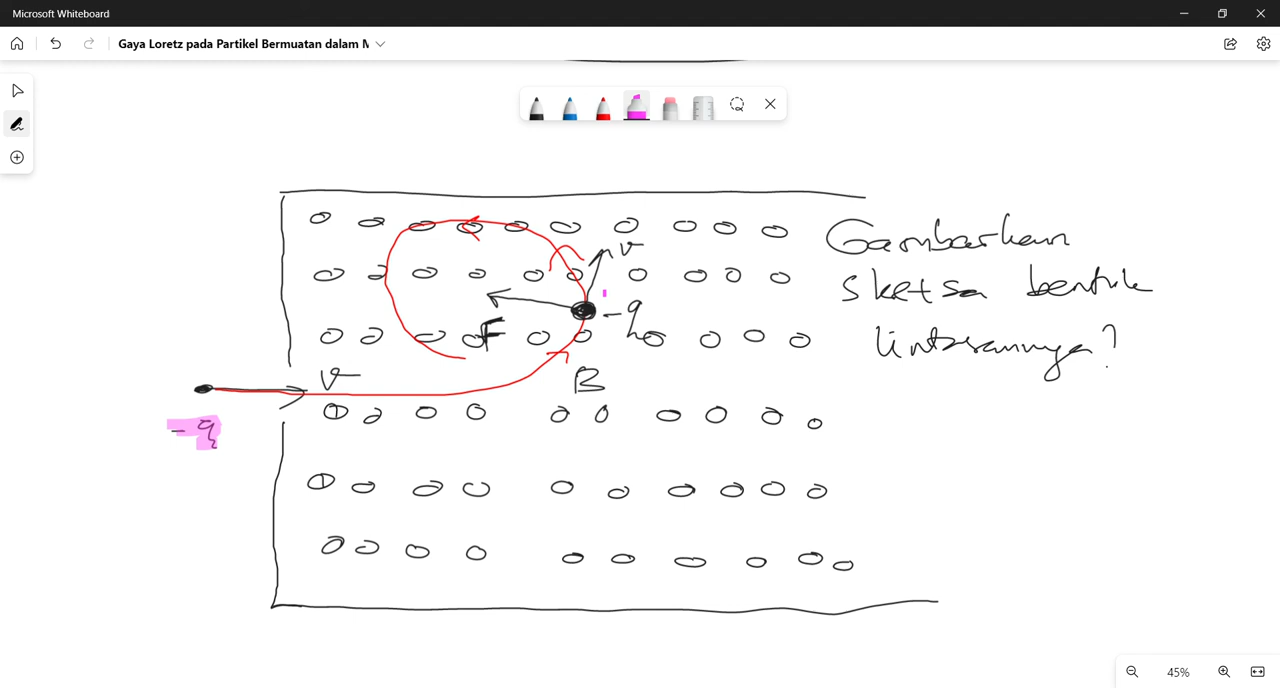 Microsoft Whiteboard
Gaya Loretz pada Partikel Bermuatan dalam M
Gambarkan
sketsa bentuk
lintasannya?
v
-q
F
v
B
-q
45%